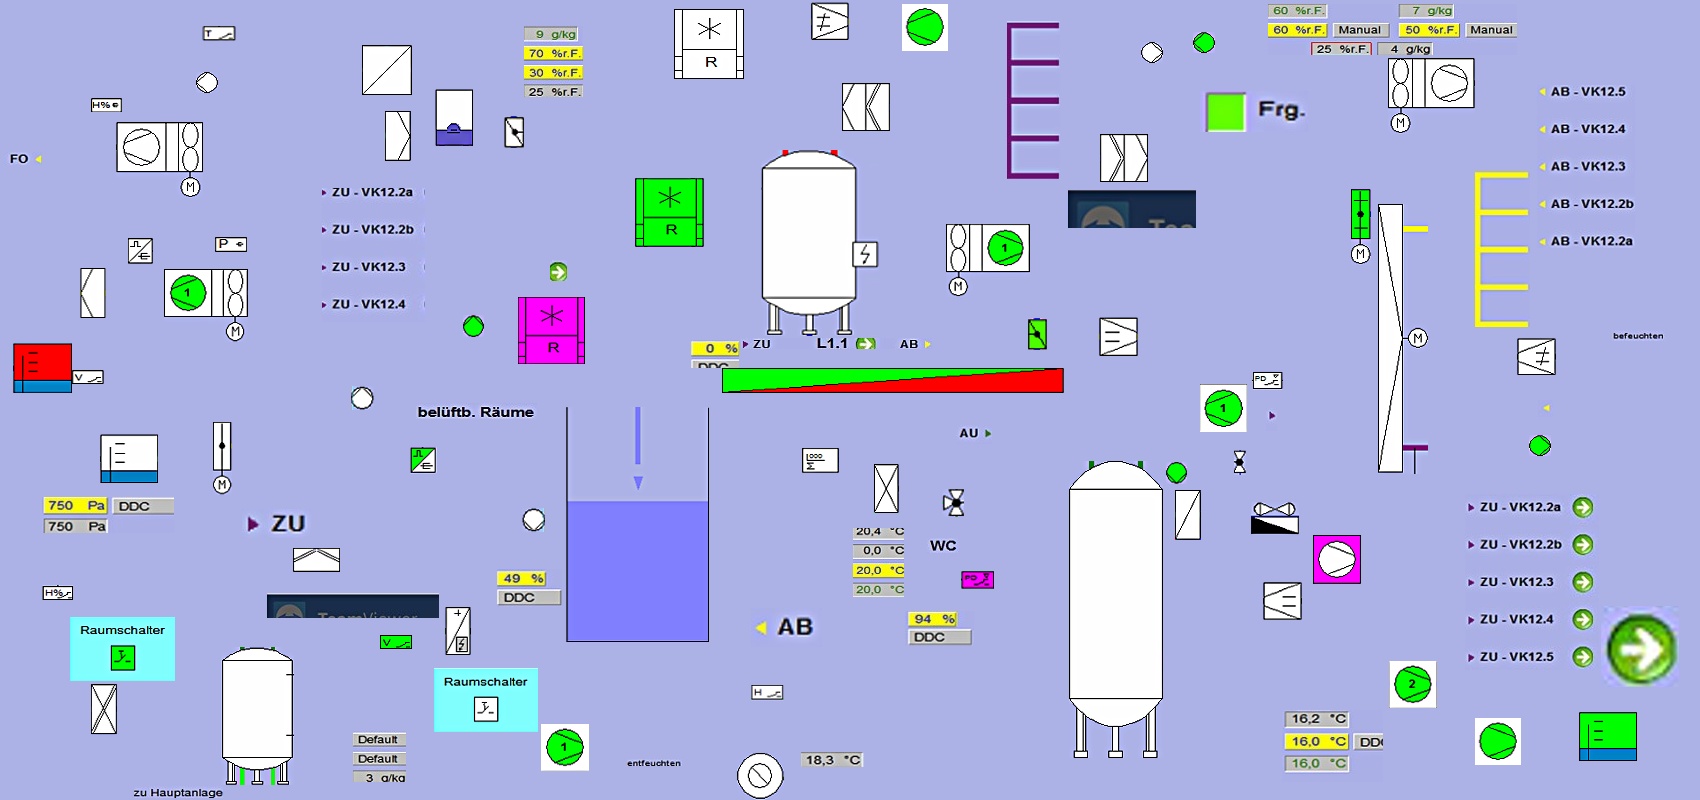 T
H%
FO
M
P
1
M
V
750 Pa DDC
750 Pa
M
ZU
H%
Raumschalter
zu Hauptanlage
ZU - VK12.2a
ZU - VK12.2b
ZU - VK12.3
ZU - VK12.4
9 g/kg
70 %r.F.
30 %r.F.
25 %r.F.
R
R
R
belüftb. Räume
49 %
DDC
TeamViewer
V
Raumschalter
Default
Default
3 g/kg
1
entfeuchten
0 %
DDC
ZU L1.1 AB
AU
1000
Σ
20,4 °C
0,0 °C
20,0 °C
20,0 °C
WC
PD
94 %
DDC
AB
H
18,3 °C
1
M
Frg.
60 %r.F. 7 g/kg
60 %r.F. Manual 50 %r.F. Manual
25 %r.F. 4 g/kg
M
AB - VK12.5
AB - VK12.4
AB - VK12.3
AB - VK12.2b
AB - VK12.2a
M
M
befeuchten
PD
1
ZU - VK12.2a
ZU - VK12.2b
ZU - VK12.3
ZU - VK12.4
ZU - VK12.5
2
16,2 °C
16,0 °C
16,0 °C